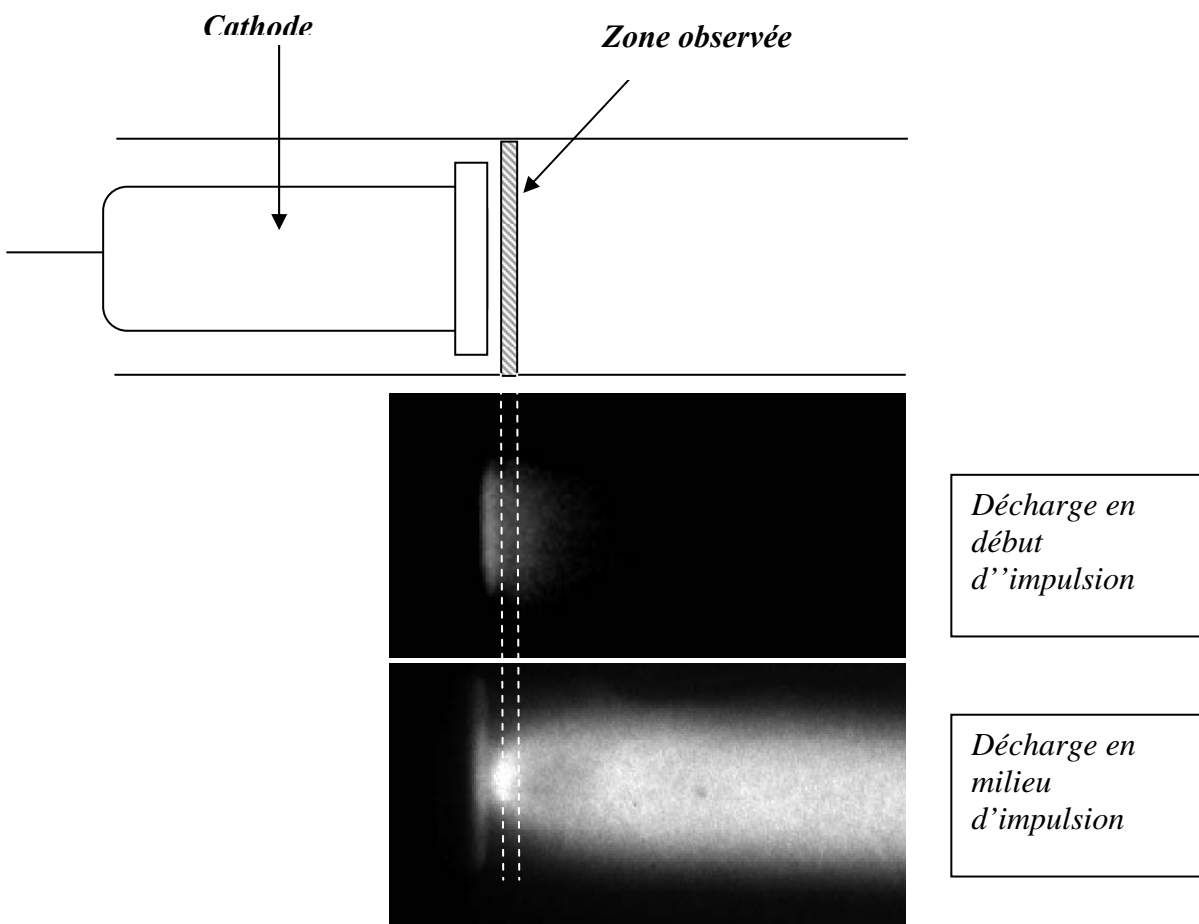 Cathode
Zone observée
Décharge en
début
d’’impulsion
Décharge en
milieu
d’impulsion